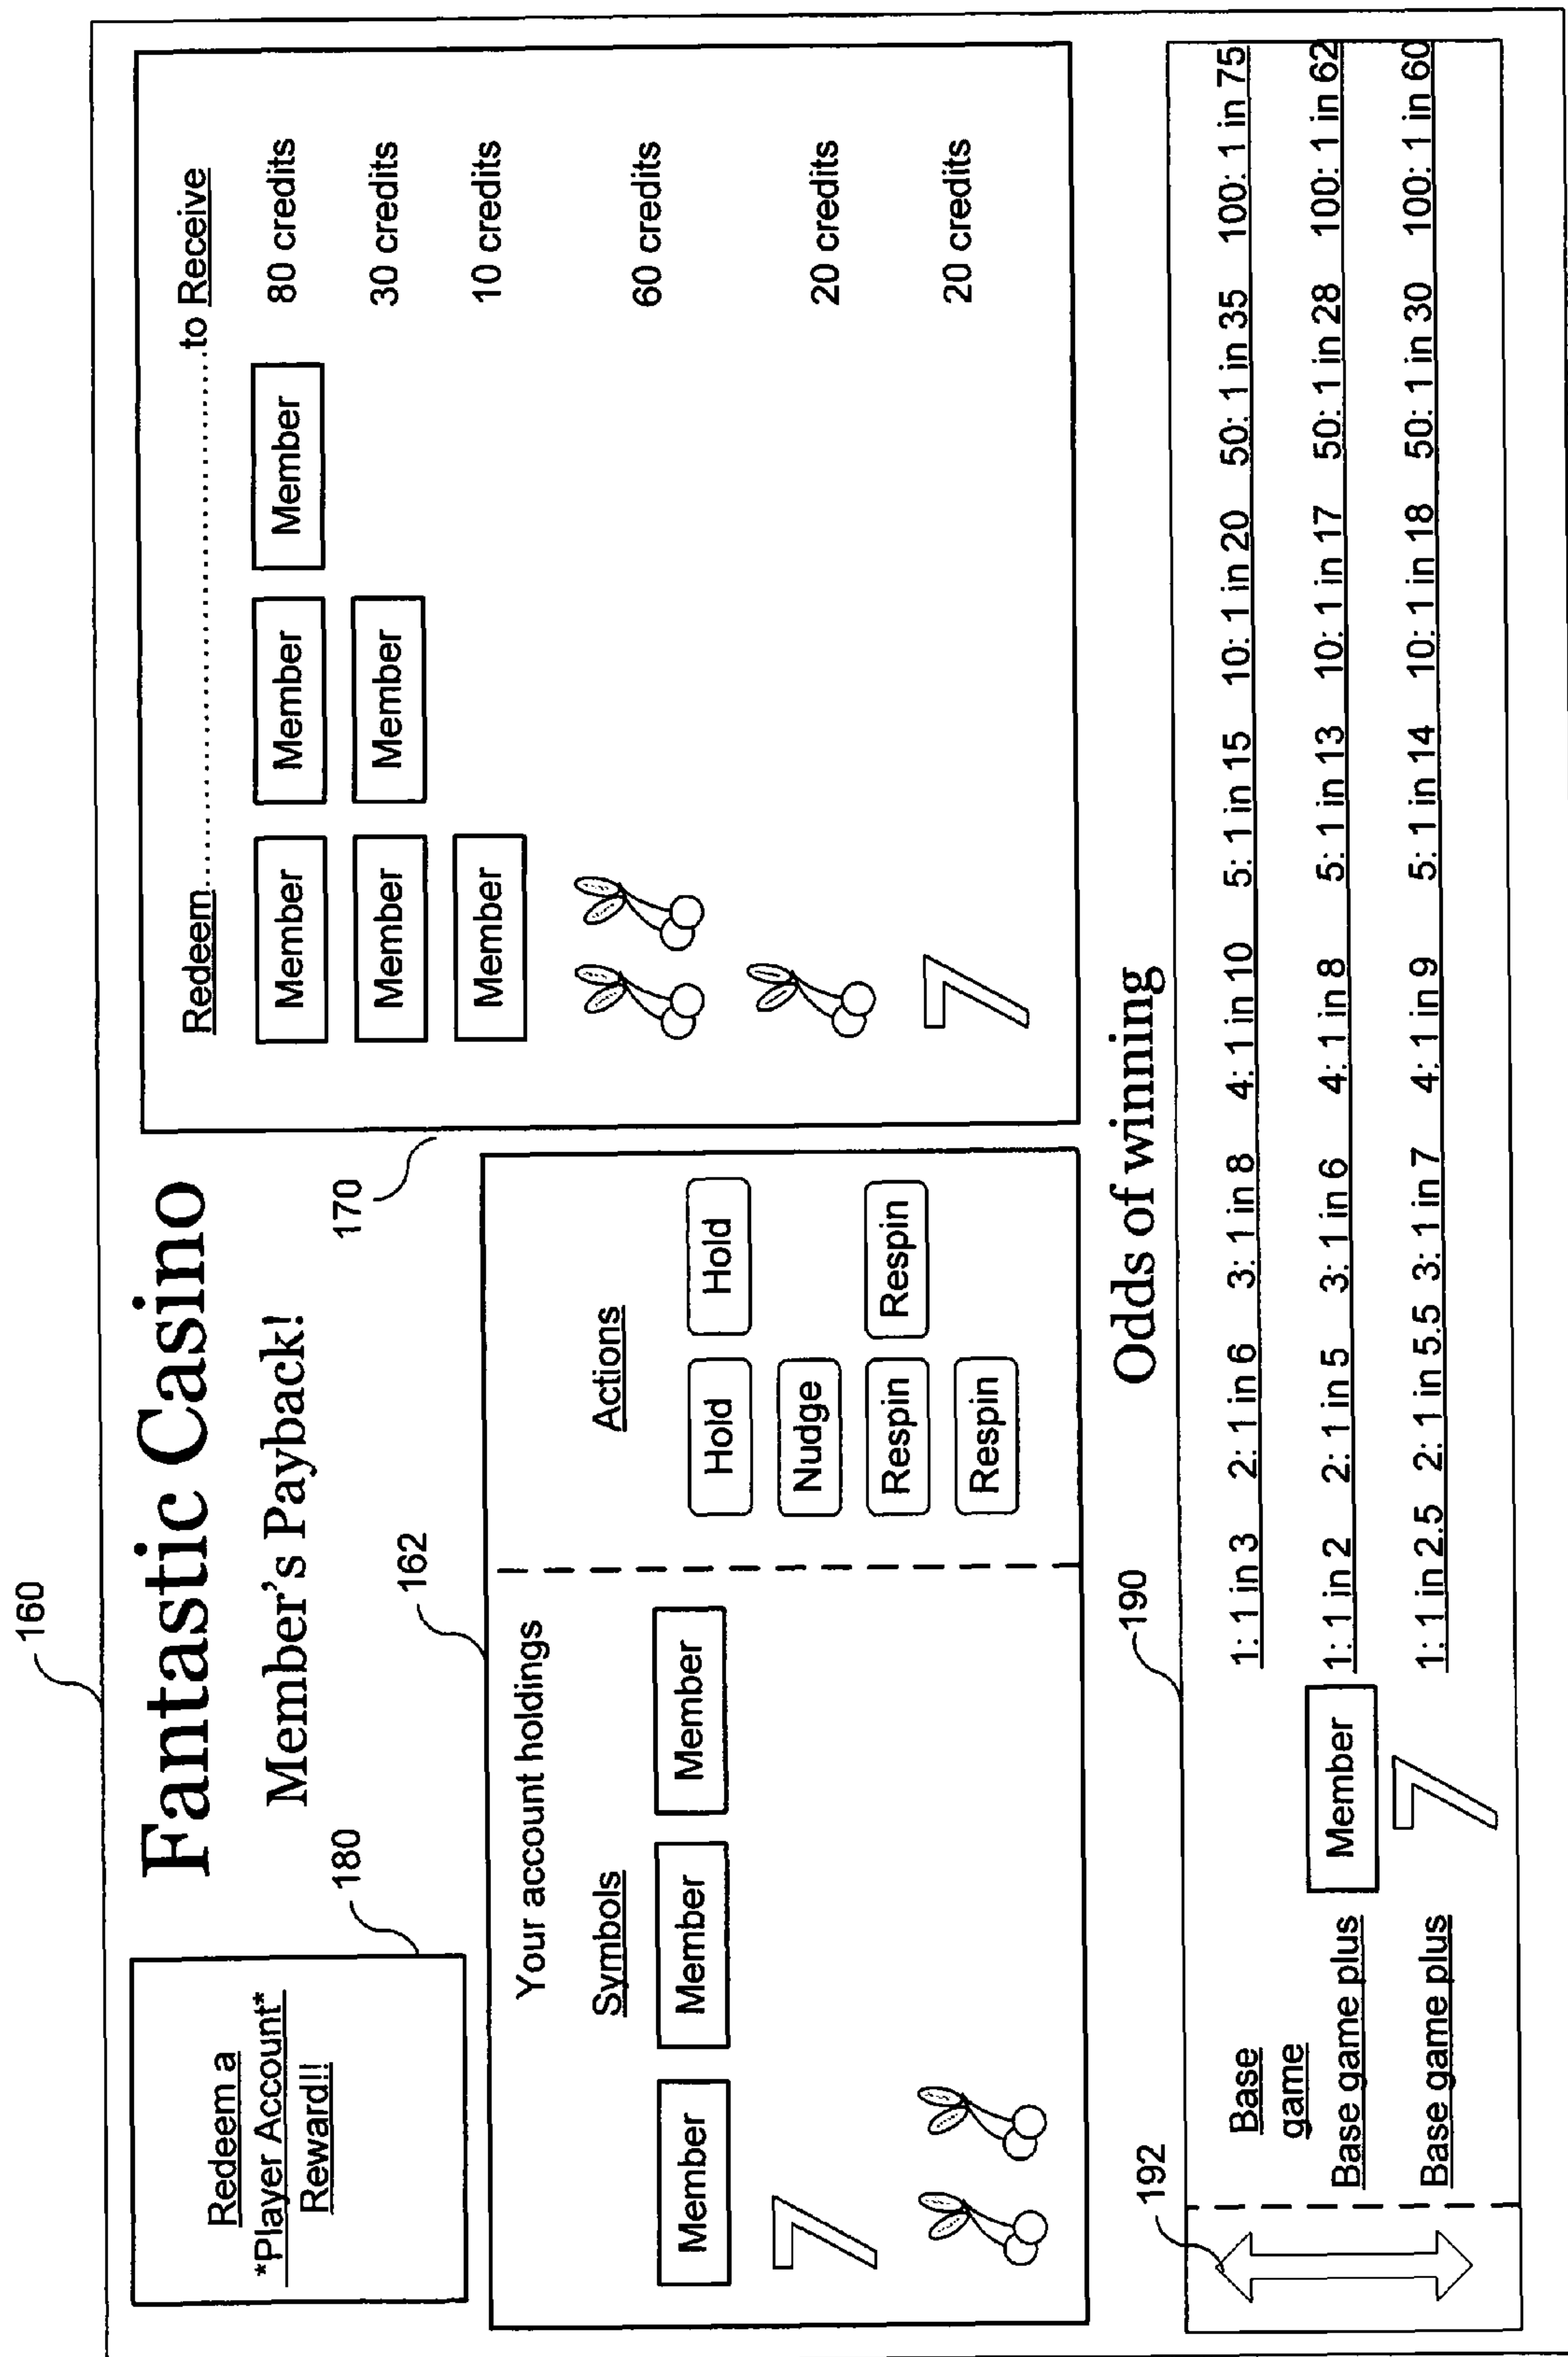 160
Redeem a
*Player Account*
Reward!!
180
Fantastic Casino
Member's Payback!
162
170
Your account holdings
Symbols
Member Member Member
7
Actions
Hold Hold
Nudge
Respin Respin
Respin
Redeem..............................................to Receive
Member Member Member 80 credits
Member Member 30 credits
Member 10 credits
60 credits
20 credits
7 20 credits
Odds of winning
190
192
Base game 1: 1 in 3 2: 1 in 6 3: 1 in 8 4: 1 in 10 5: 1 in 15 10: 1 in 20 50: 1 in 35 100: 1 in 75
Base game plus Member 1: 1 in 2 2: 1 in 5 3: 1 in 6 4: 1 in 8 5: 1 in 13 10: 1 in 17 50: 1 in 28 100: 1 in 62
Base game plus 7 1: 1 in 2.5 2: 1 in 5.5 3: 1 in 7 4: 1 in 9 5: 1 in 14 10: 1 in 18 50: 1 in 30 100: 1 in 60